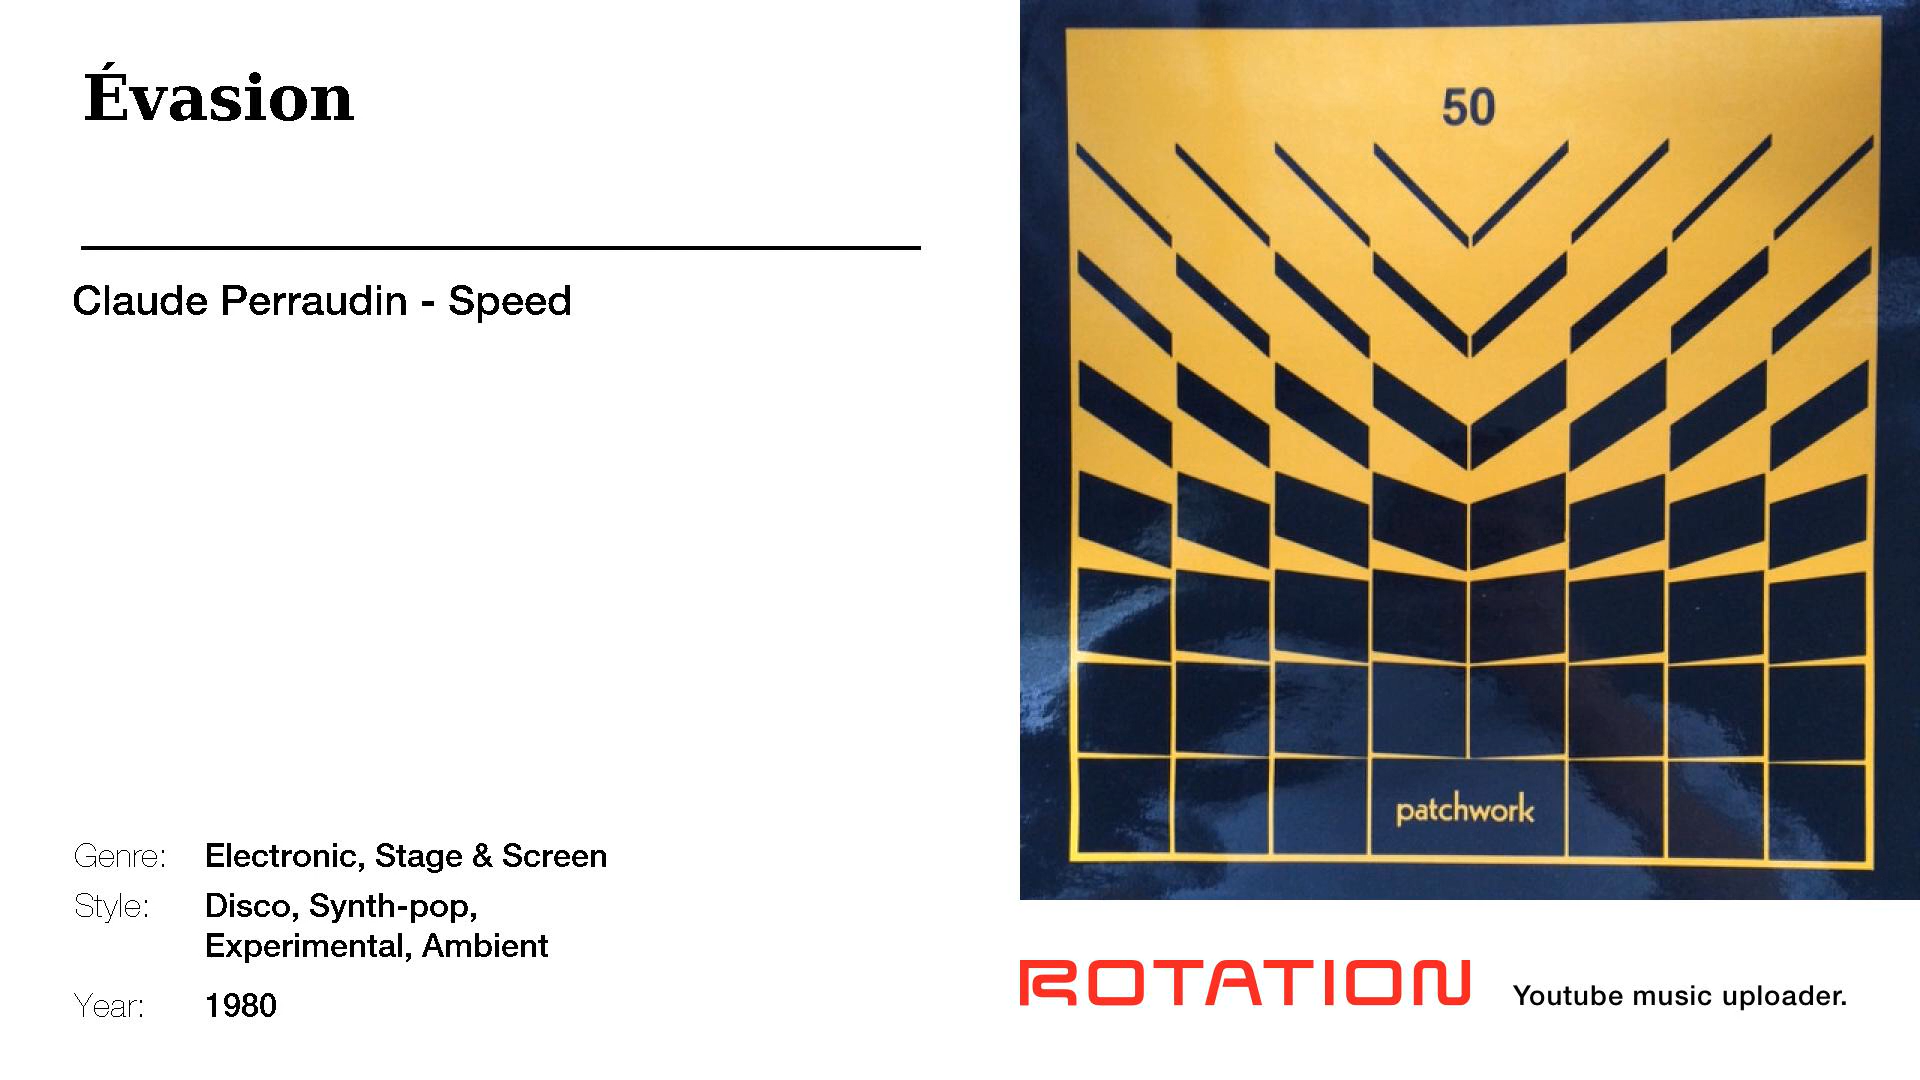 Évasion
Claude Perraudin - Speed
Genre: Electronic, Stage & Screen
Style: Disco, Synth-pop,
Experimental, Ambient
Year: 1980
50
patchwork
ROTATION
Youtube music uploader.